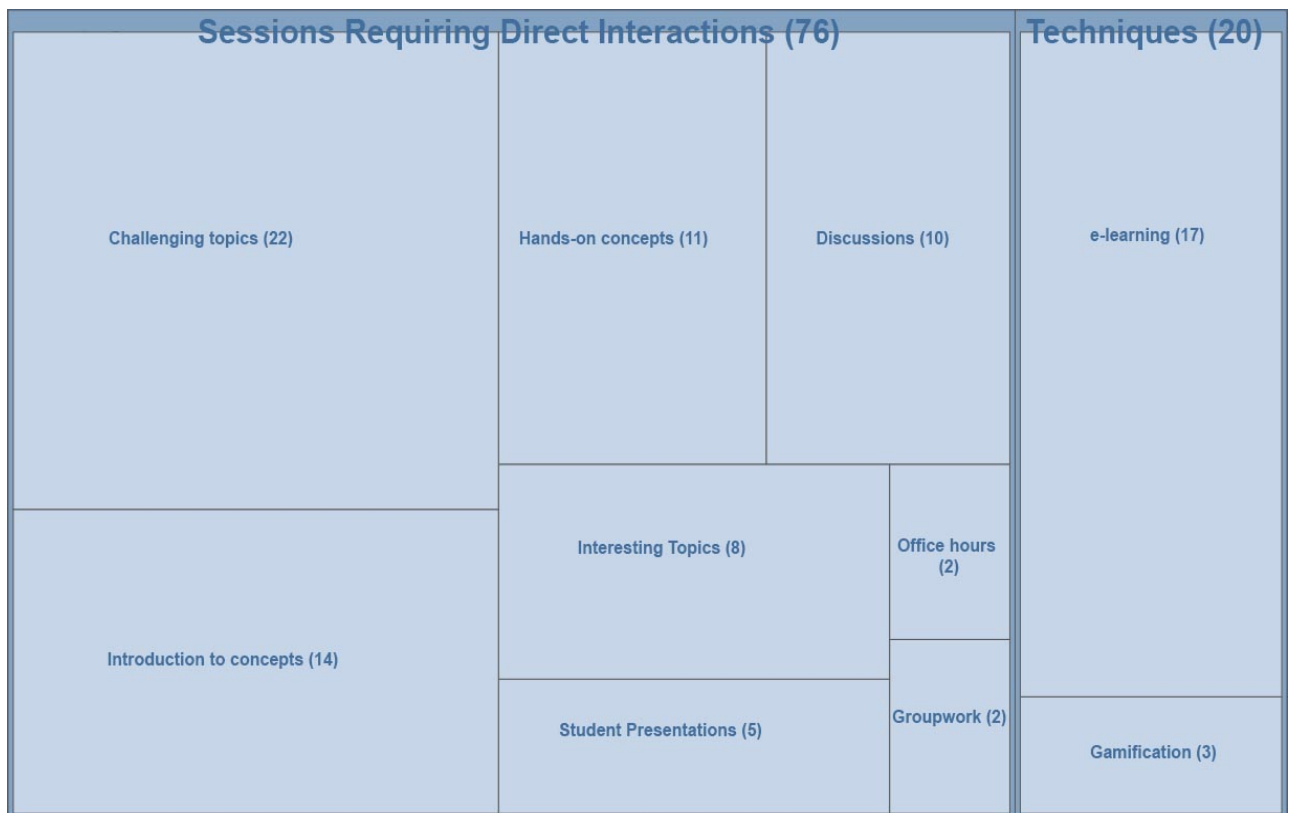 Sessions Requiring Direct Interactions (76)
Techniques (20)
Challenging topics (22)
Hands-on concepts (11)
Discussions (10)
e-learning (17)
Interesting Topics (8)
Office hours
(2)
Introduction to concepts (14)
Student Presentations (5)
Groupwork (2)
Gamification (3)